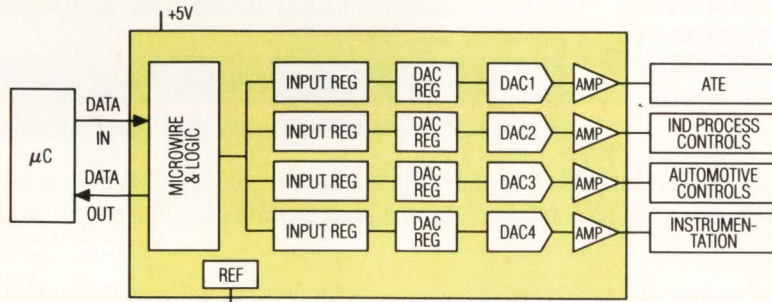 +5V
μC
DATA
IN
DATA
OUT
MICROWIRE
& LOGIC
INPUT REG
DAC
REG
DAC1
AMP
ATE
INPUT REG
DAC
REG
DAC2
AMP
IND PROCESS
CONTROLS
INPUT REG
DAC
REG
DAC3
AMP
AUTOMOTIVE
CONTROLS
INPUT REG
DAC
REG
DAC4
AMP
INSTRUMEN-
TATION
REF